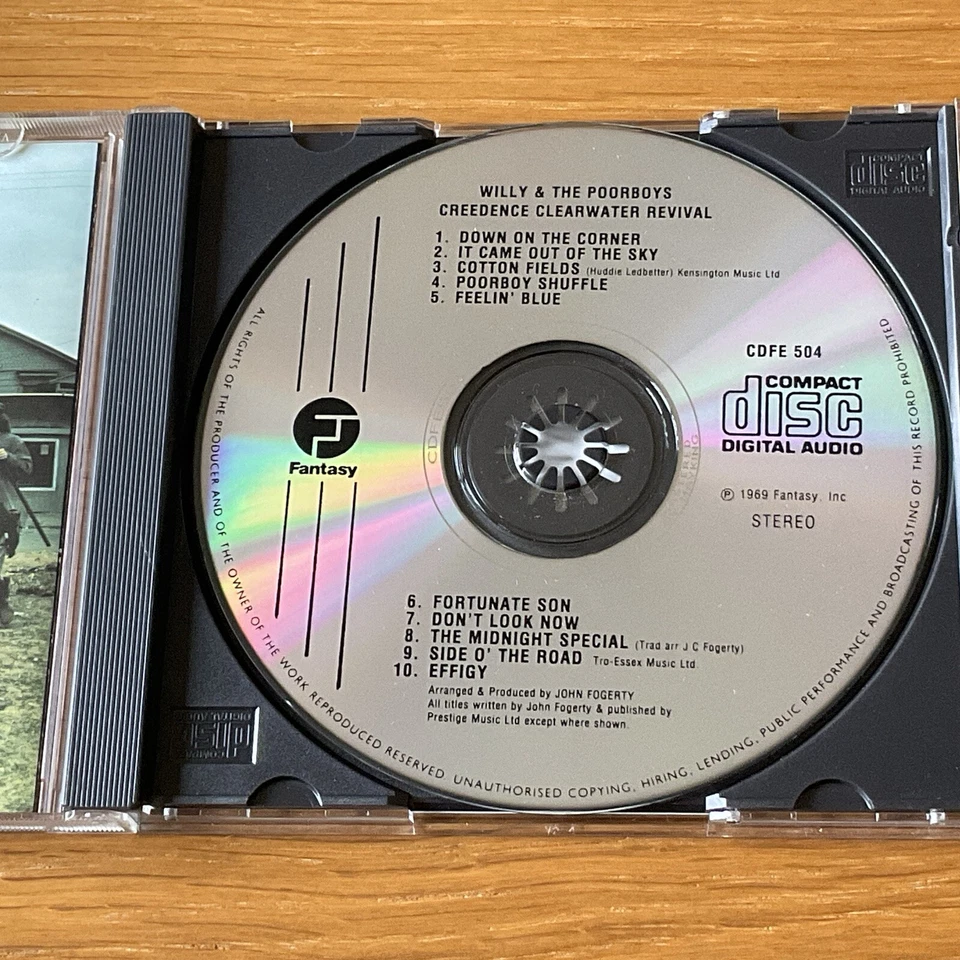 WILLY & THE POORBOYS
CREEDENCE CLEARWATER REVIVAL
1. DOWN ON THE CORNER
2. IT CAME OUT OF THE SKY
3. COTTON FIELDS (Huddie Ledbetter) Kensington Music Ltd
4. POORBOY SHUFFLE
5. FEELIN' BLUE
CDFE 504
COMPACT
disc
DIGITAL AUDIO
F
Fantasy
℗ 1969 Fantasy, Inc
STEREO
6. FORTUNATE SON
7. DON'T LOOK NOW
8. THE MIDNIGHT SPECIAL (Trad arr J C Fogerty)
9. SIDE O' THE ROAD Tro-Essex Music Ltd.
10. EFFIGY
Arranged & Produced by JOHN FOGERTY
All titles written by John Fogerty & published by
Prestige Music Ltd except where shown.
ALL RIGHTS OF THE PRODUCER AND OF THE OWNER OF THE WORK REPRODUCED RESERVED. UNAUTHORISED COPYING, HIRING, LENDING, PUBLIC PERFORMANCE AND BROADCASTING OF THIS RECORD PROHIBITED
COMPACT
disc
DIGITAL AUDIO
COMPACT
disc
DIGITAL AUDIO